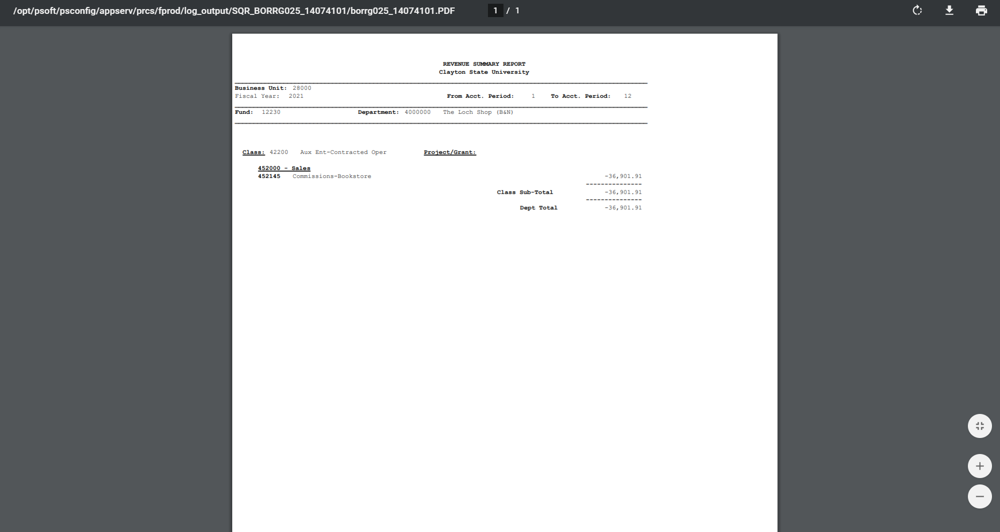 /opt/psoft/psconfig/appserv/prcs/fprod/log_output/SQR_BORRG025_14074101/borrg025_14074101.PDF 1 / 1
REVENUE SUMMARY REPORT
Clayton State University
Business Unit: 28000
Fiscal Year: 2021 From Acct. Period: 1 To Acct. Period: 12
Fund: 12230 Department: 4000000 The Loch Shop (B&N)
Class: 42200 Aux Ent-Contracted Oper Project/Grant:
452000 - Sales
452145 Commissions-Bookstore -36,901.91
---------------
Class Sub-Total -36,901.91
---------------
Dept Total -36,901.91